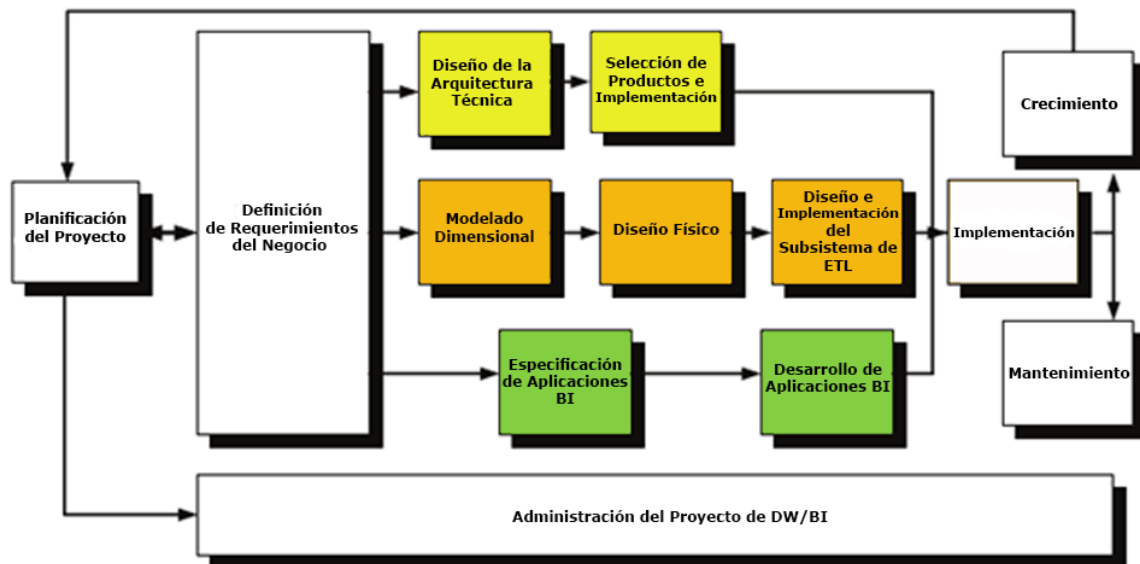 Planificación
del Proyecto
Definición
de Requerimientos
del Negocio
Diseño de la
Arquitectura
Técnica
Selección de
Productos e
Implementación
Modelado
Dimensional
Diseño Físico
Diseño e
Implementación
del
Subsistema de
ETL
Especificación
de Aplicaciones
BI
Desarrollo de
Aplicaciones BI
Implementación
Crecimiento
Mantenimiento
Administración del Proyecto de DW/BI